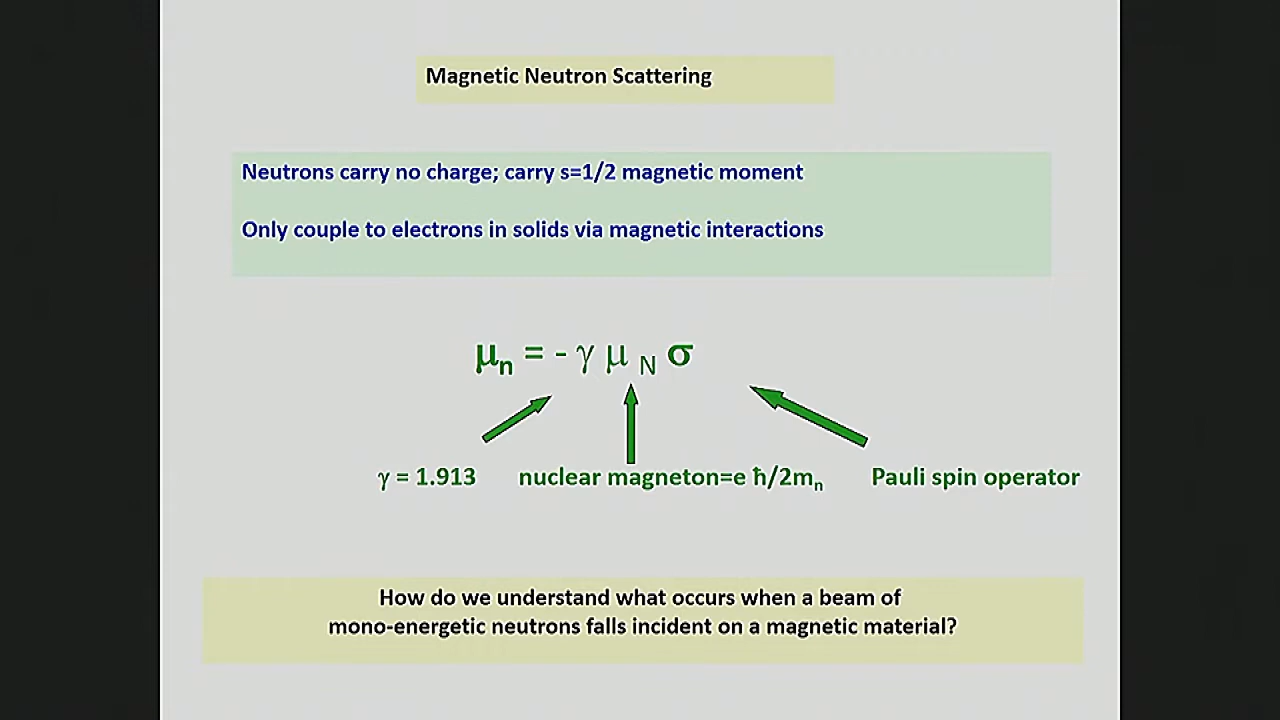 Magnetic Neutron Scattering
Neutrons carry no charge; carry s=1/2 magnetic moment
Only couple to electrons in solids via magnetic interactions
μn = - γ μ N σ
γ = 1.913 nuclear magneton=e ħ/2mn Pauli spin operator
How do we understand what occurs when a beam of
mono-energetic neutrons falls incident on a magnetic material?